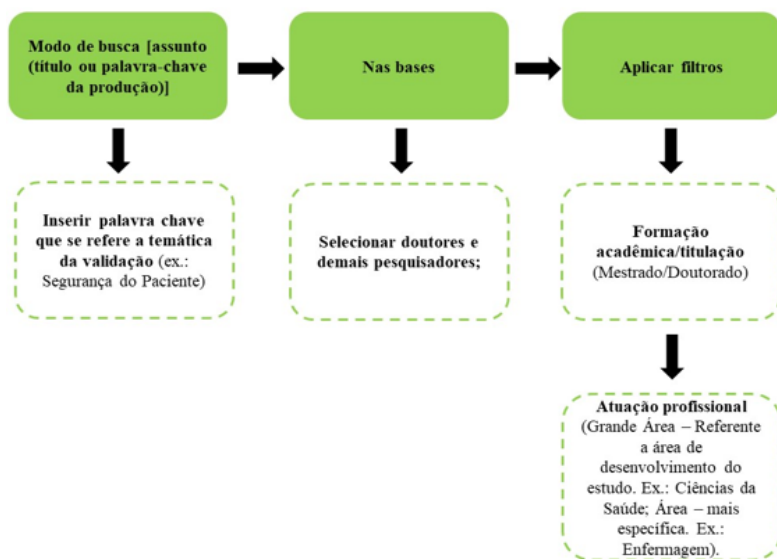 Modo de busca [assunto
(título ou palavra-chave
da produção)]
Nas bases
Aplicar filtros
Inserir palavra chave
que se refere a temática
da validação (ex.:
Segurança do Paciente)
Selecionar doutores e
demais pesquisadores;
Formação
acadêmica/titulação
(Mestrado/Doutorado)
Atuação profissional
(Grande Área – Referente
a área de
desenvolvimento do
estudo. Ex.: Ciências da
Saúde; Área – mais
específica. Ex.:
Enfermagem).